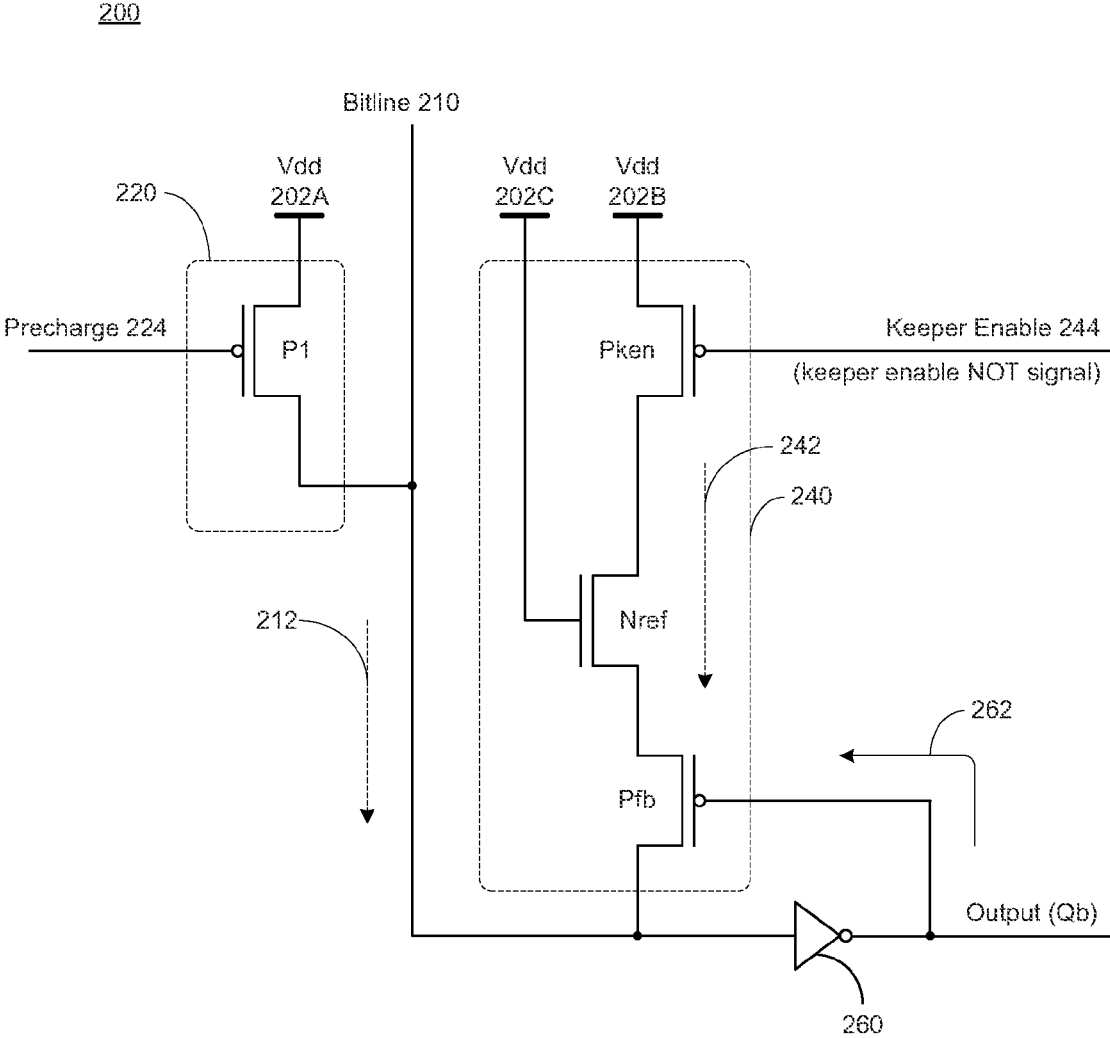 200
Bitline 210
Vdd
202A
Vdd
202C
Vdd
202B
220
Precharge 224
P1
Pken
Keeper Enable 244
(keeper enable NOT signal)
242
240
212
Nref
262
Pfb
Output (Qb)
260